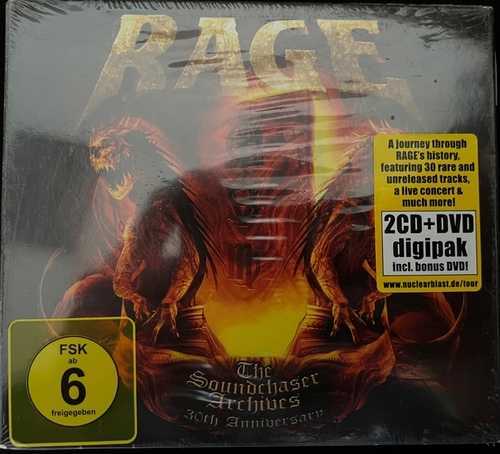 RAGE
A journey through
RAGE's history,
featuring 30 rare and
unreleased tracks,
a live concert &
much more!
2CD+DVD
digipak
incl. bonus DVD!
www.nuclearblast.de/tour
FSK
ab
6
freigegeben
The
Soundchaser
Archives
30th Anniversary